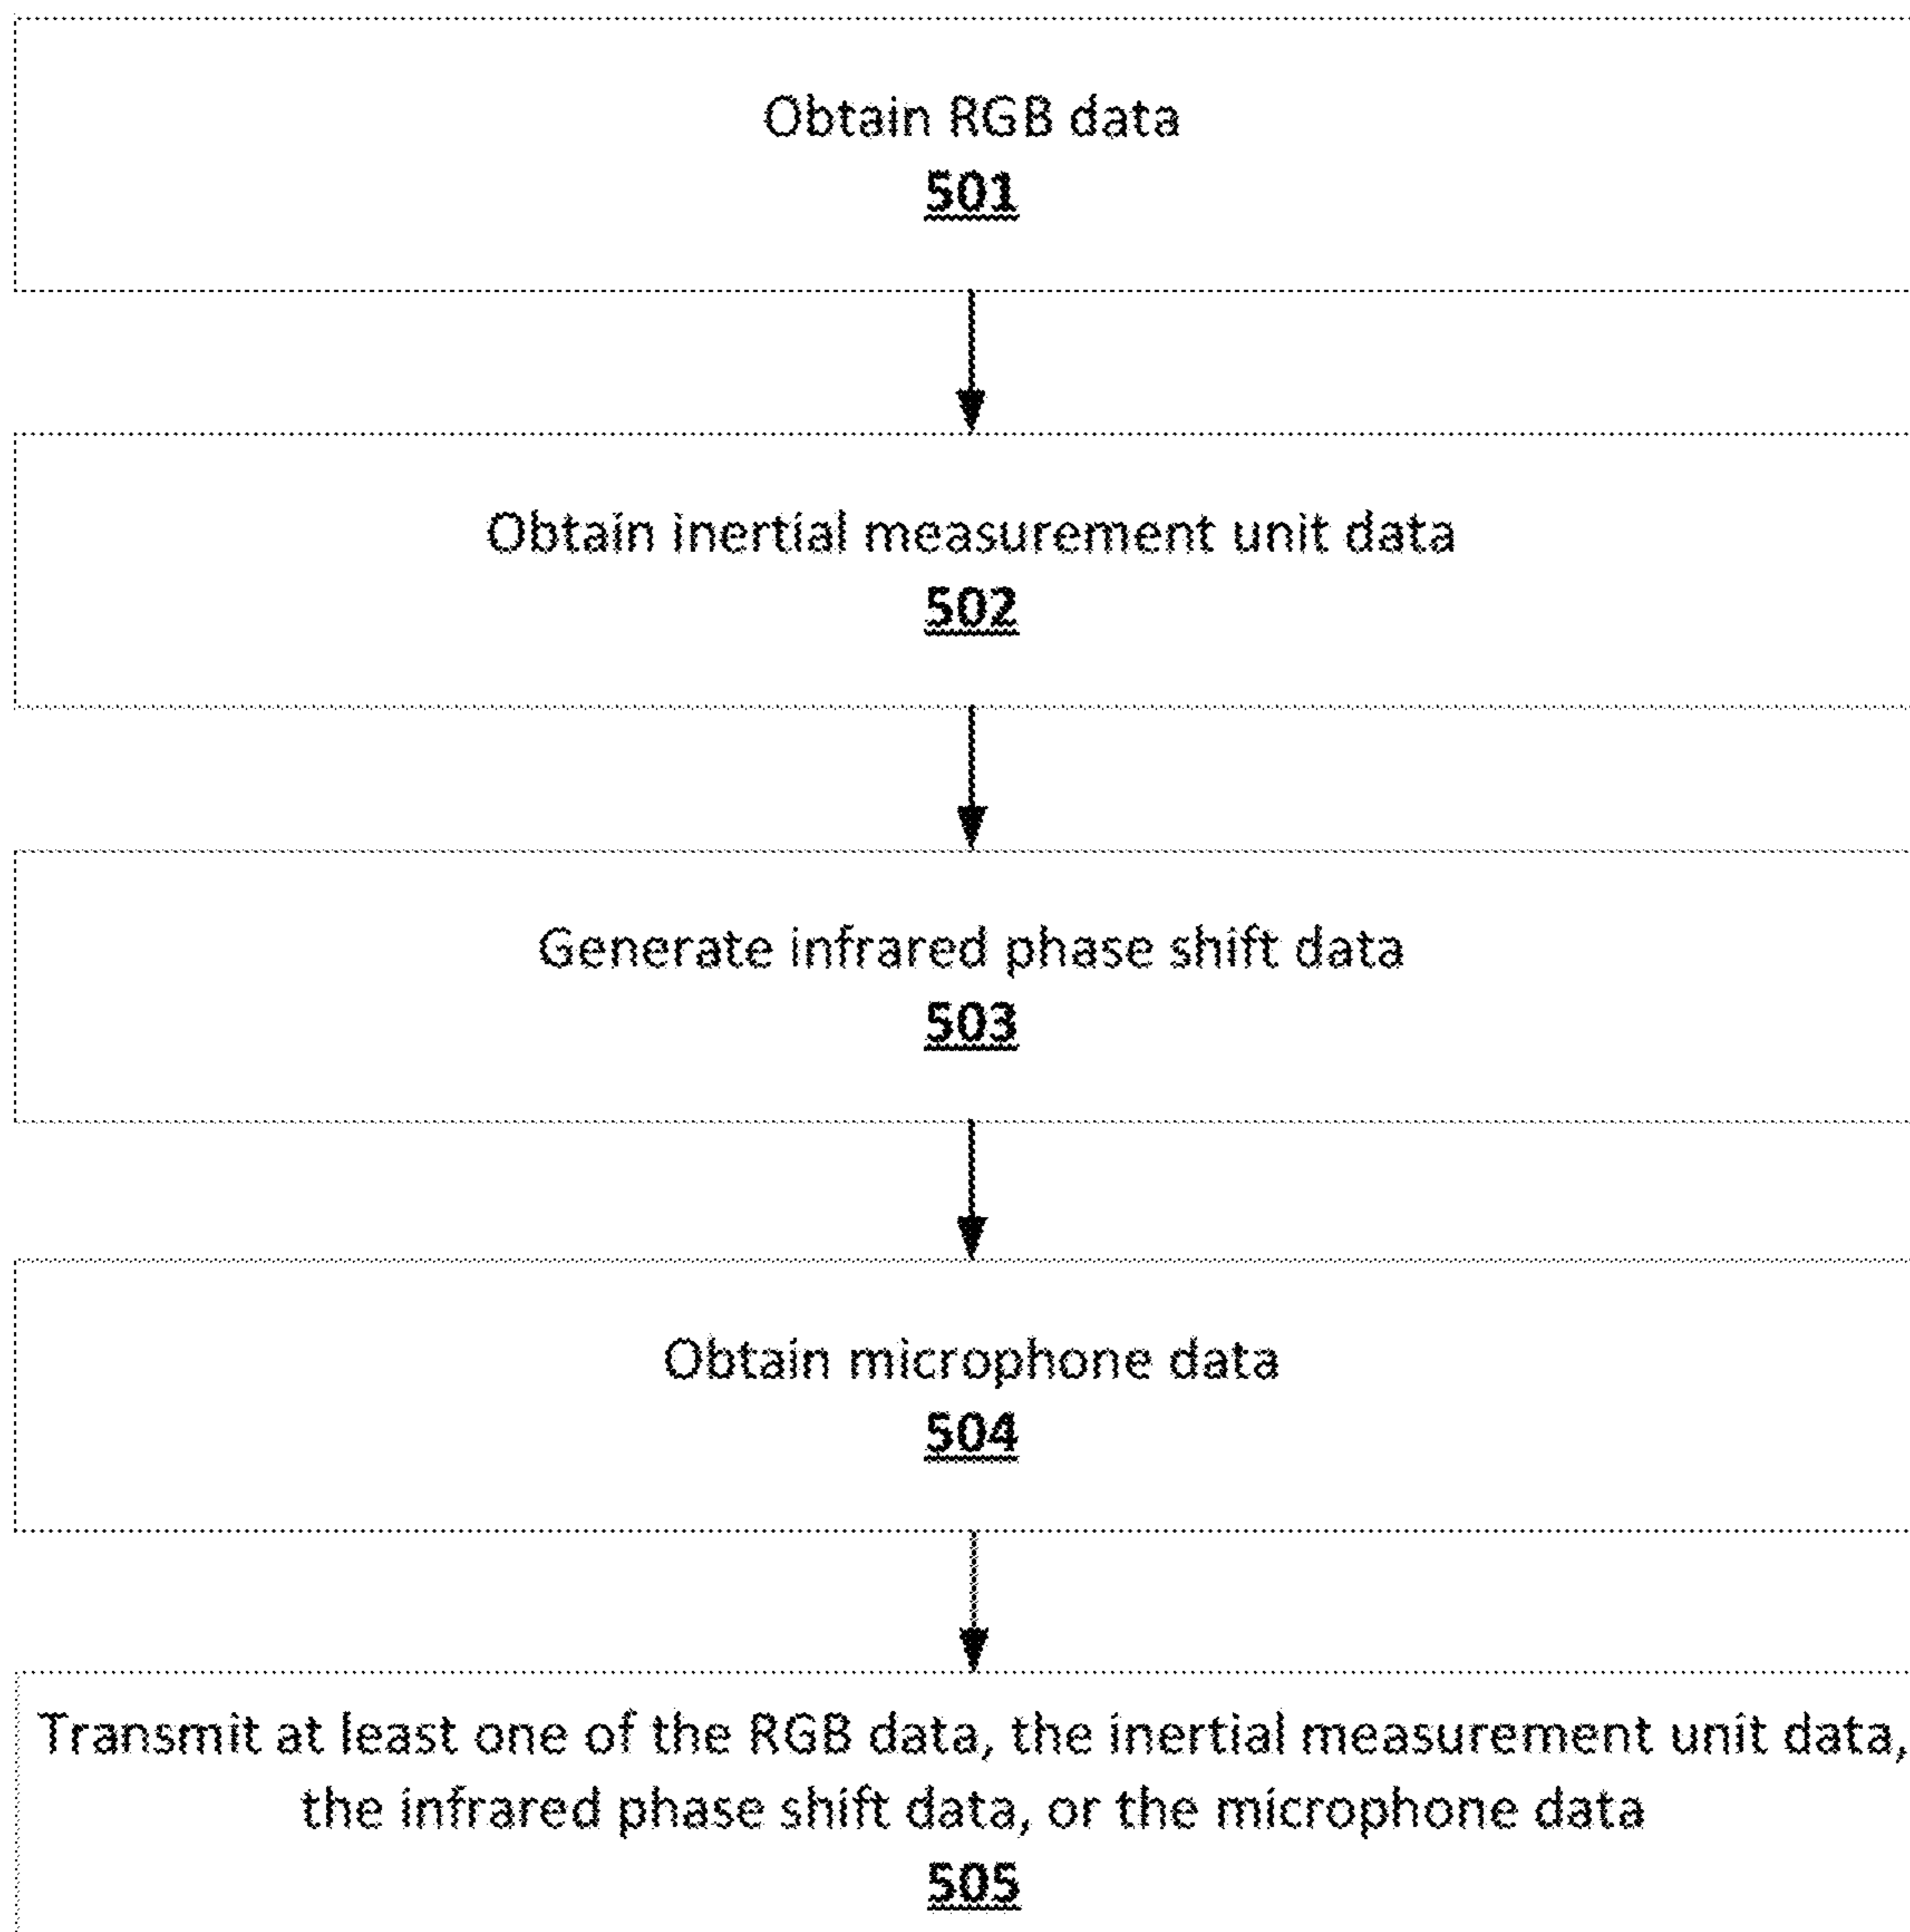 Obtain RGB data
501
Obtain inertial measurement unit data
502
Generate infrared phase shift data
503
Obtain microphone data
504
Transmit at least one of the RGB data, the inertial measurement unit data,
the infrared phase shift data, or the microphone data
505